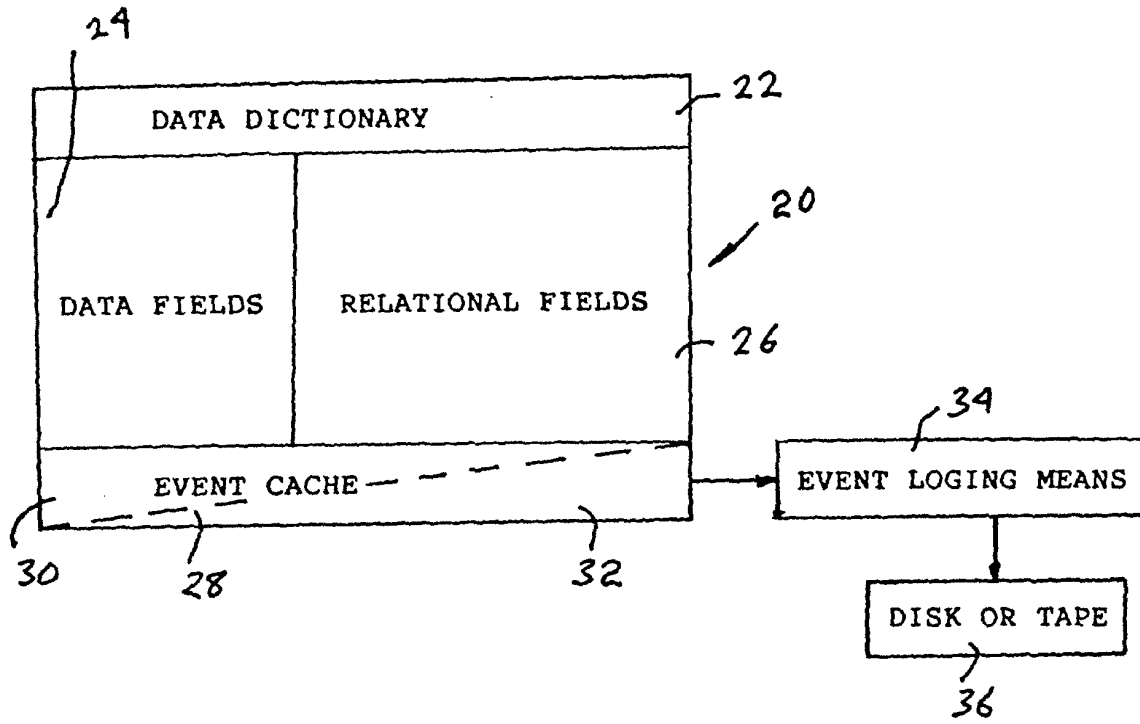 24
DATA DICTIONARY
22
20
DATA FIELDS
RELATIONAL FIELDS
26
34
EVENT CACHE
EVENT LOGING MEANS
30
28
32
DISK OR TAPE
36